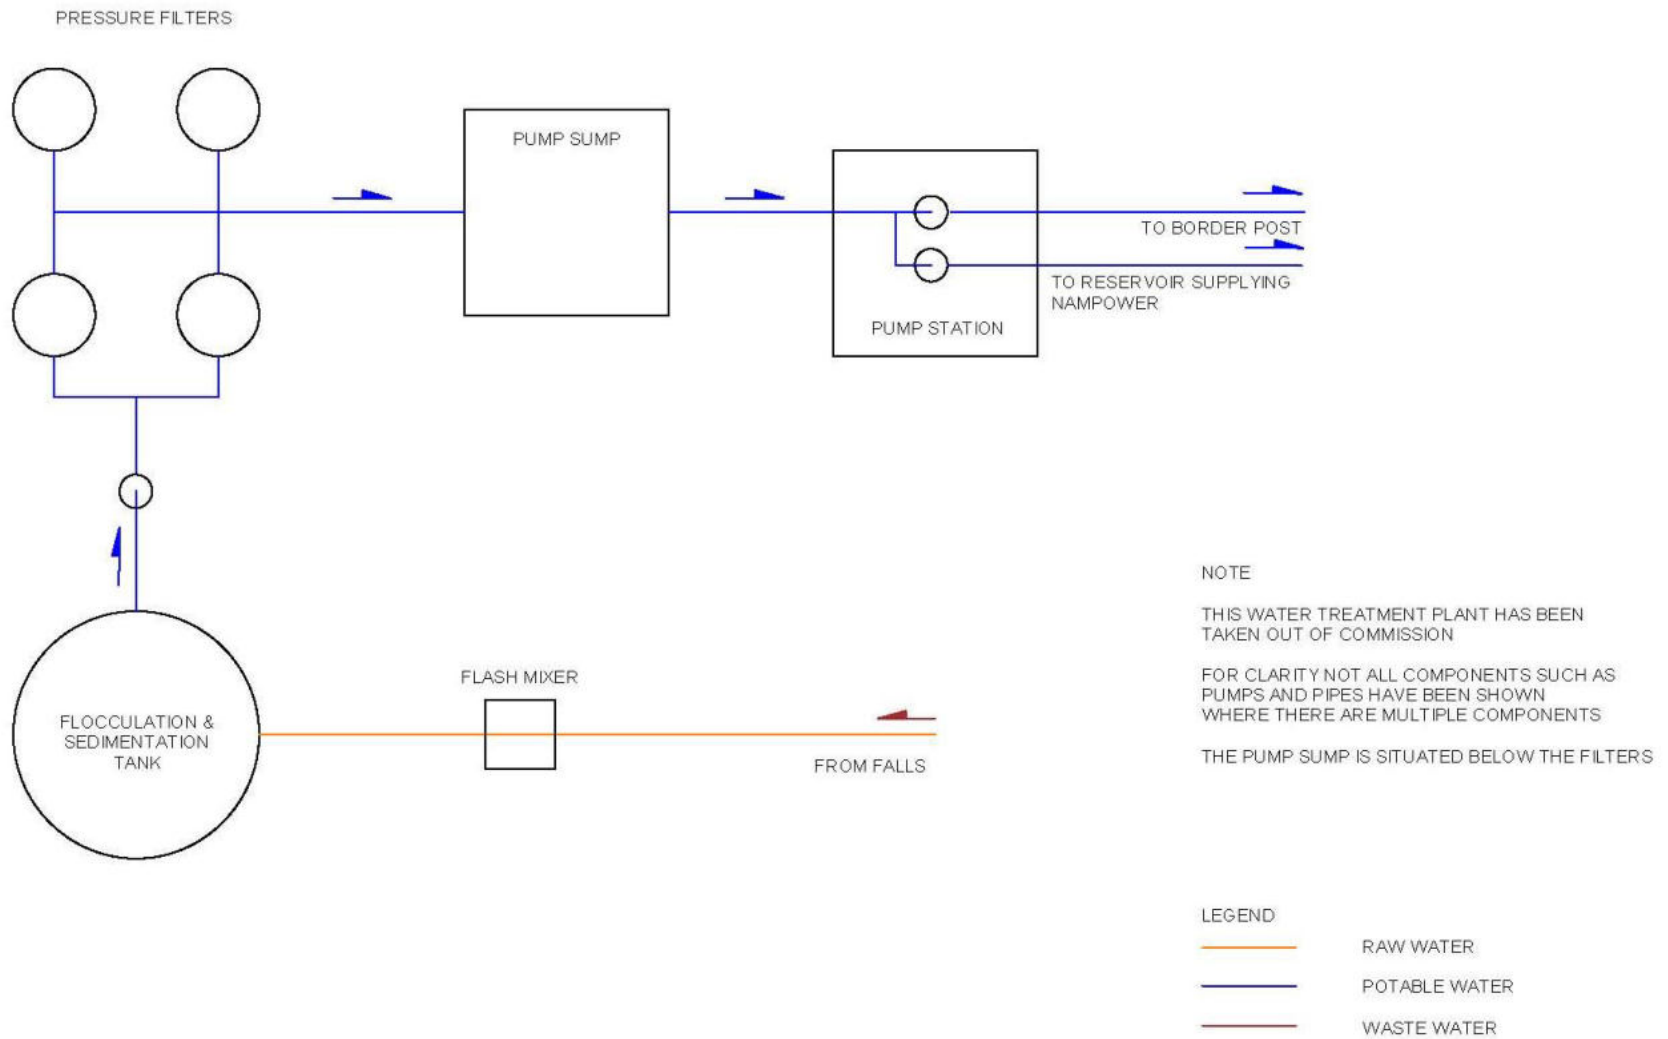 PRESSURE FILTERS
PUMP SUMP
TO BORDER POST
TO RESERVOIR SUPPLYING
NAMPOWER
PUMP STATION
FLASH MIXER
FLOCCULATION &
SEDIMENTATION
TANK
FROM FALLS
NOTE
THIS WATER TREATMENT PLANT HAS BEEN
TAKEN OUT OF COMMISSION
FOR CLARITY NOT ALL COMPONENTS SUCH AS
PUMPS AND PIPES HAVE BEEN SHOWN
WHERE THERE ARE MULTIPLE COMPONENTS
THE PUMP SUMP IS SITUATED BELOW THE FILTERS
LEGEND
RAW WATER
POTABLE WATER
WASTE WATER